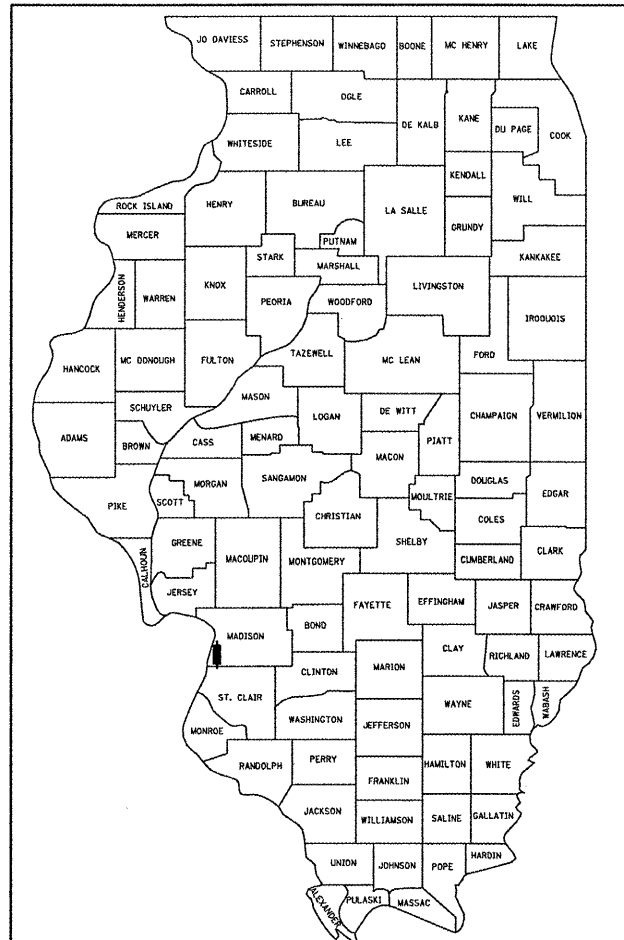 JO DAVIESS
STEPHENSON
WINNEBAGO
BOONE
MC HENRY
LAKE
CARROLL
OGLE
DE KALB
KANE
DU PAGE
COOK
WHITESIDE
LEE
KENDALL
WILL
ROCK ISLAND
HENRY
BUREAU
LA SALLE
GRUNDY
MERCER
PUTNAM
STARK
MARSHALL
KANKAKEE
HENDERSON
WARREN
KNOX
PEORIA
WOODFORD
LIVINGSTON
IROQUOIS
HANCOCK
MC DONOUGH
FULTON
TAZEWELL
MC LEAN
FORD
SCHUYLER
MASON
LOGAN
DE WITT
CHAMPAIGN
VERMILION
ADAMS
BROWN
CASS
MENARD
MACON
PIATT
PIKE
SCOTT
MORGAN
SANGAMON
CHRISTIAN
MOULTRIE
DOUGLAS
EDGAR
COLES
CALHOUN
GREENE
MACOUPIN
MONTGOMERY
SHELBY
CUMBERLAND
CLARK
JERSEY
FAYETTE
EFFINGHAM
JASPER
CRAWFORD
MADISON
BOND
CLAY
RICHLAND
LAWRENCE
CLINTON
MARION
ST. CLAIR
WAYNE
EDWARDS
WABASH
MONROE
WASHINGTON
JEFFERSON
RANDOLPH
PERRY
HAMILTON
WHITE
FRANKLIN
JACKSON
WILLIAMSON
SALINE
GALLATIN
UNION
JOHNSON
POPE
HARDIN
ALEXANDER
PULASKI
MASSAC